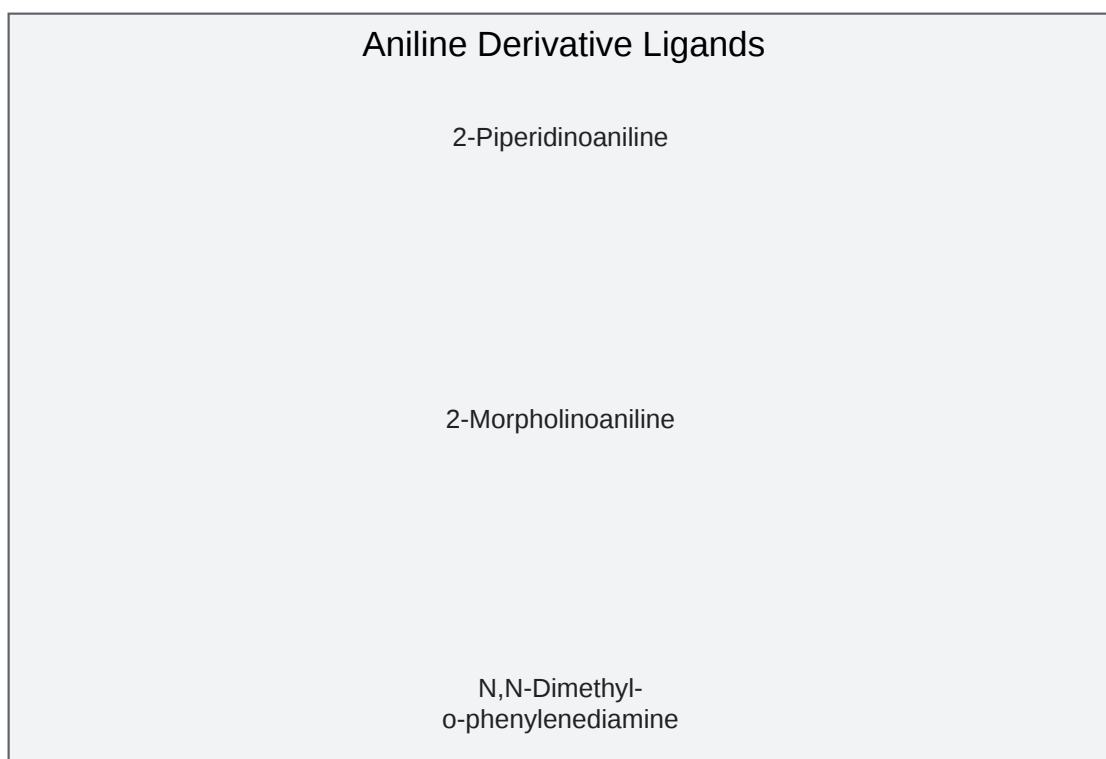 Aniline Derivative Ligands
2-Piperidinoaniline
2-Morpholinoaniline
N,N-Dimethyl-
o-phenylenediamine